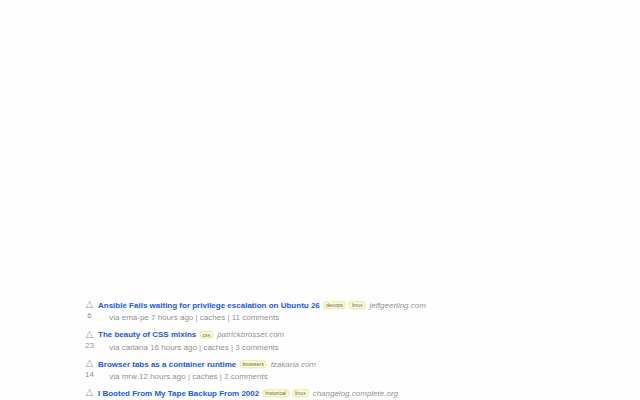 Ansible Fails waiting for privilege escalation on Ubuntu 26 devops linux jeffgeerling.com
6 via ema-pe 7 hours ago | caches | 11 comments
The beauty of CSS mixins css patrickbrosset.com
23 via carlana 16 hours ago | caches | 3 comments
Browser tabs as a container runtime browsers fzakaria.com
14 via mrw 12 hours ago | caches | 2 comments
I Booted From My Tape Backup From 2002 historical linux changelog.complete.org